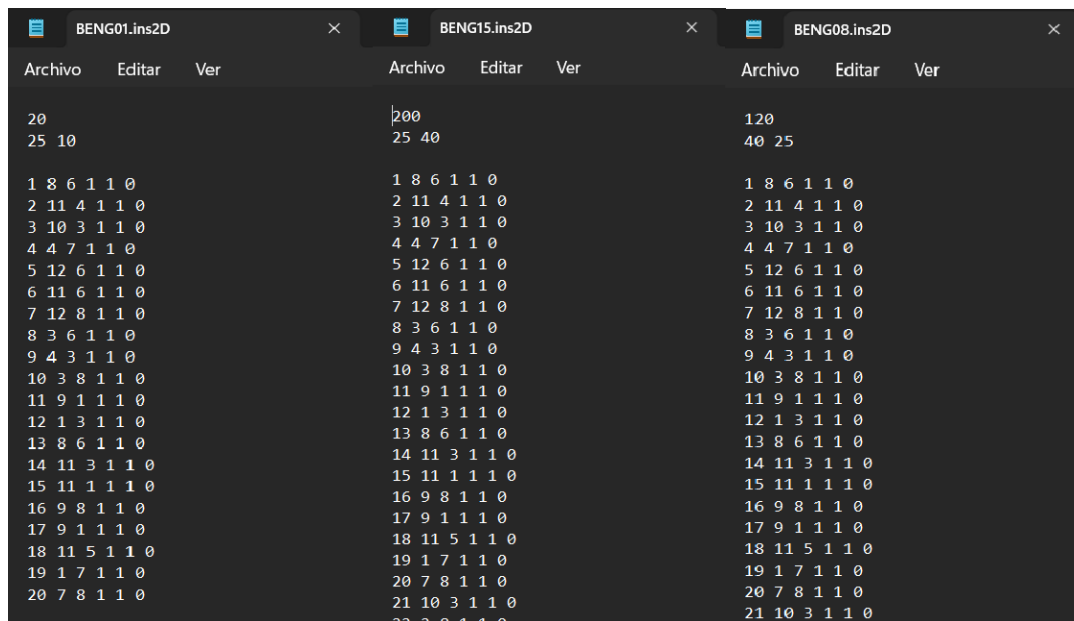 BENG01.ins2D
Archivo Editar Ver
20
25 10
1 8 6 1 1 0
2 11 4 1 1 0
3 10 3 1 1 0
4 4 7 1 1 0
5 12 6 1 1 0
6 11 6 1 1 0
7 12 8 1 1 0
8 3 6 1 1 0
9 4 3 1 1 0
10 3 8 1 1 0
11 9 1 1 1 0
12 1 3 1 1 0
13 8 6 1 1 0
14 11 3 1 1 0
15 11 1 1 1 0
16 9 8 1 1 0
17 9 1 1 1 0
18 11 5 1 1 0
19 1 7 1 1 0
20 7 8 1 1 0
BENG15.ins2D
Archivo Editar Ver
200
25 40
1 8 6 1 1 0
2 11 4 1 1 0
3 10 3 1 1 0
4 4 7 1 1 0
5 12 6 1 1 0
6 11 6 1 1 0
7 12 8 1 1 0
8 3 6 1 1 0
9 4 3 1 1 0
10 3 8 1 1 0
11 9 1 1 1 0
12 1 3 1 1 0
13 8 6 1 1 0
14 11 3 1 1 0
15 11 1 1 1 0
16 9 8 1 1 0
17 9 1 1 1 0
18 11 5 1 1 0
19 1 7 1 1 0
20 7 8 1 1 0
21 10 3 1 1 0
BENG08.ins2D
Archivo Editar Ver
120
40 25
1 8 6 1 1 0
2 11 4 1 1 0
3 10 3 1 1 0
4 4 7 1 1 0
5 12 6 1 1 0
6 11 6 1 1 0
7 12 8 1 1 0
8 3 6 1 1 0
9 4 3 1 1 0
10 3 8 1 1 0
11 9 1 1 1 0
12 1 3 1 1 0
13 8 6 1 1 0
14 11 3 1 1 0
15 11 1 1 1 0
16 9 8 1 1 0
17 9 1 1 1 0
18 11 5 1 1 0
19 1 7 1 1 0
20 7 8 1 1 0
21 10 3 1 1 0